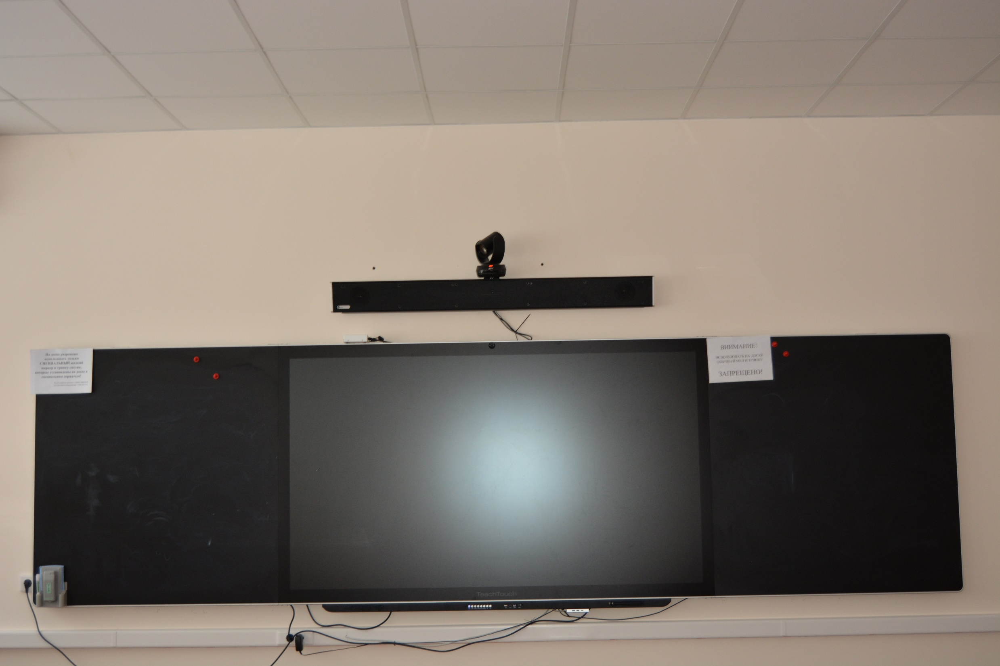 На доске разрешено
использовать только
СПЕЦИАЛЬНЫЙ жидкий
маркер и тряпку-ластик,
которые установлены на доске в
специальном держателе!
ВНИМАНИЕ!
ИСПОЛЬЗОВАТЬ НА ДОСКЕ
ОБЫЧНЫЙ МЕЛ И ТРЯПКУ
ЗАПРЕЩЕНО!
TeachTouch